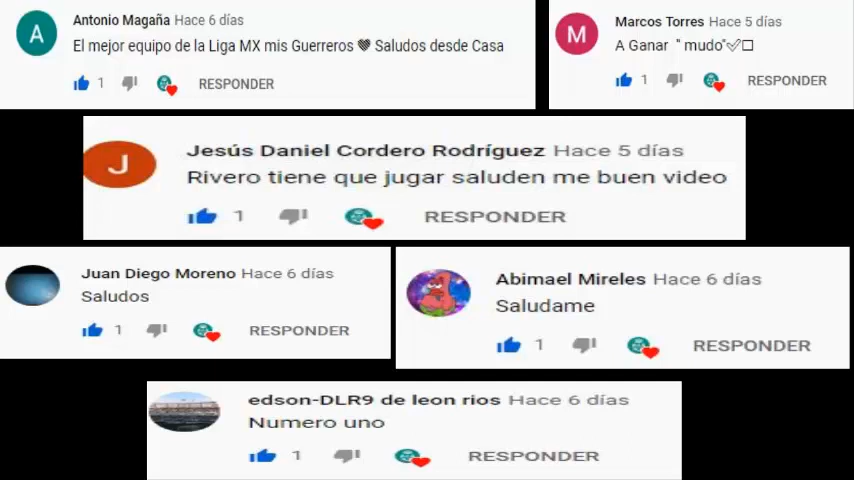 A
Antonio Magaña Hace 6 días
El mejor equipo de la Liga MX mis Guerreros 🖤 Saludos desde Casa
1 RESPONDER
M
Marcos Torres Hace 5 días
A Ganar "mudo"✅□
1 RESPONDER
J
Jesús Daniel Cordero Rodríguez Hace 5 días
Rivero tiene que jugar saluden me buen video
1 RESPONDER
Juan Diego Moreno Hace 6 días
Saludos
1 RESPONDER
Abimael Mireles Hace 6 días
Saludame
1 RESPONDER
edson-DLR9 de leon rios Hace 6 días
Numero uno
1 RESPONDER